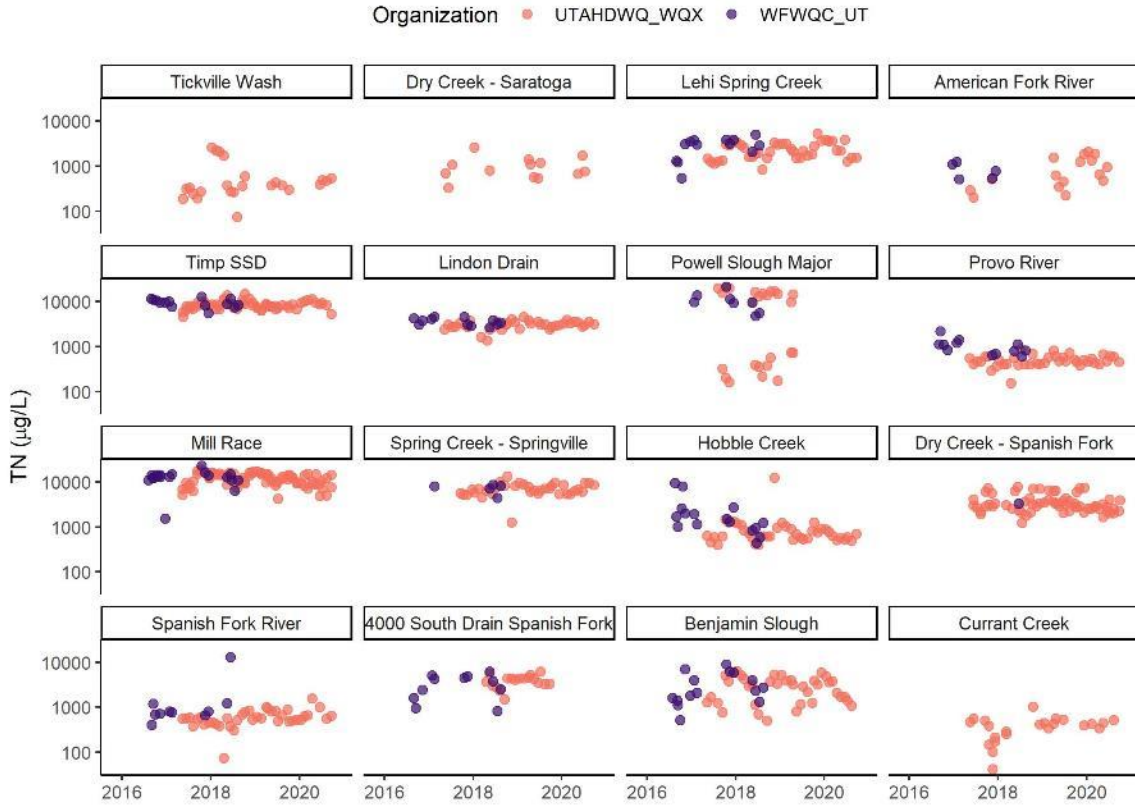 Organization UTAHDWQ_WQX WFWQC_UT
Tickville Wash Dry Creek - Saratoga Lehi Spring Creek American Fork River
10000
1000
100
Timp SSD Lindon Drain Powell Slough Major Provo River
10000
1000
100
TN (µg/L)
Mill Race Spring Creek - Springville Hobble Creek Dry Creek - Spanish Fork
10000
1000
100
Spanish Fork River 4000 South Drain Spanish Fork Benjamin Slough Currant Creek
10000
1000
100
2016 2018 2020 2016 2018 2020 2016 2018 2020 2016 2018 2020